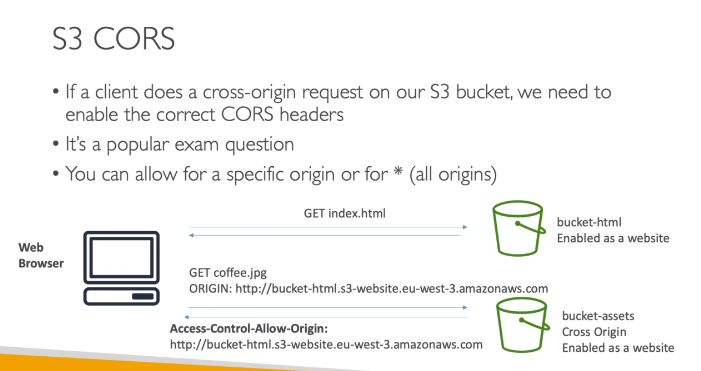 S3 CORS
• If a client does a cross-origin request on our S3 bucket, we need to
enable the correct CORS headers
• It's a popular exam question
• You can allow for a specific origin or for * (all origins)
GET index.html
bucket-html
Enabled as a website
Web
Browser
GET coffee.jpg
ORIGIN: http://bucket-html.s3-website.eu-west-3.amazonaws.com
Access-Control-Allow-Origin:
http://bucket-html.s3-website.eu-west-3.amazonaws.com
bucket-assets
Cross Origin
Enabled as a website